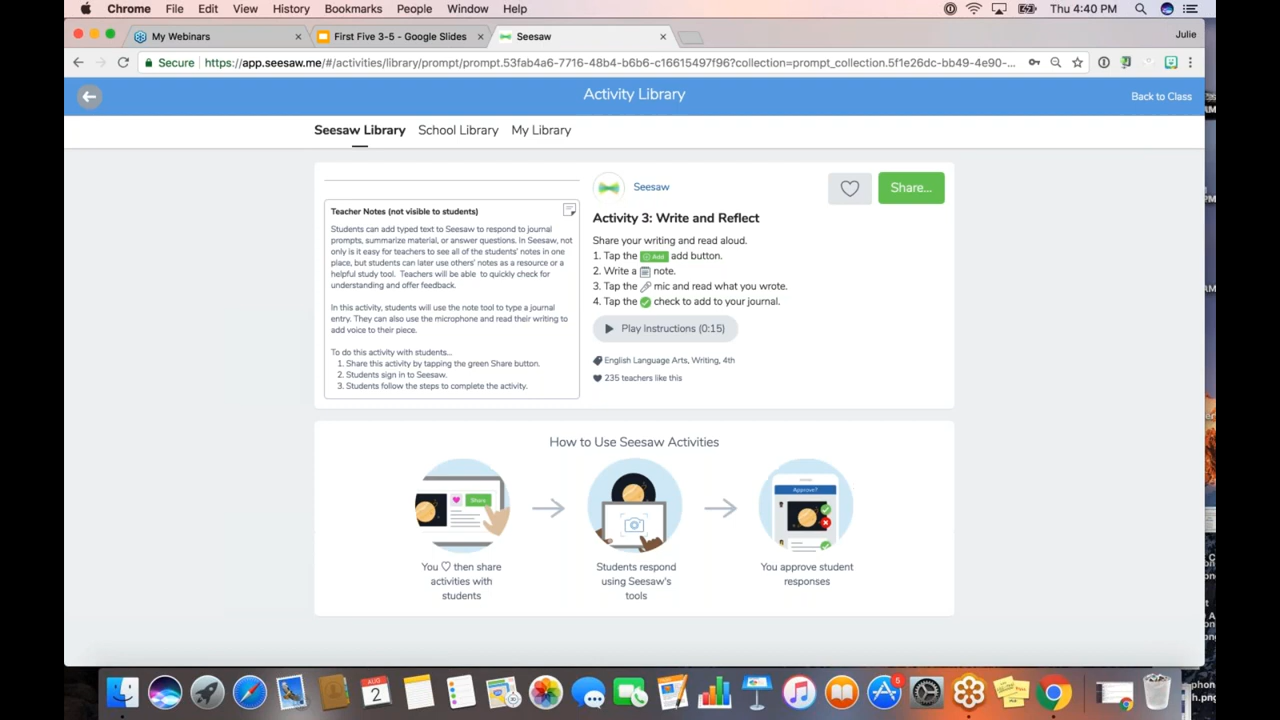 Chrome File Edit View History Bookmarks People Window Help Thu 4:40 PM
My Webinars First Five 3-5 - Google Slides Seesaw Julie
Secure https://app.seesaw.me/#/activities/library/prompt/prompt.53fab4a6-7716-48b4-b6b6-c16615497f96?collection=prompt_collection.5f1e26dc-bb49-4e90-...
Activity Library
Back to Class
Seesaw Library School Library My Library
Teacher Notes (not visible to students)
Students can add typed text to Seesaw to respond to journal
prompts, summarize material, or answer questions. In Seesaw, not
only is it easy for teachers to see all of the students' notes in one
place, but students can later use others' notes as a resource or a
helpful study tool. Teachers will be able to quickly check for
understanding and offer feedback.
In this activity, students will use the note tool to type a journal
entry. They can also use the microphone and read their writing to
add voice to their piece.
To do this activity with students...
1. Share this activity by tapping the green Share button.
2. Students sign in to Seesaw.
3. Students follow the steps to complete the activity.
Seesaw
Share...
Activity 3: Write and Reflect
Share your writing and read aloud.
1. Tap the Add add button.
2. Write a note.
3. Tap the mic and read what you wrote.
4. Tap the check to add to your journal.
Play instructions (0:15)
English Language Arts, Writing, 4th
235 teachers like this
How to Use Seesaw Activities
Share
Approve?
You ♡ then share
activities with
students
Students respond
using Seesaw's
tools
You approve student
responses
AUG
2
5